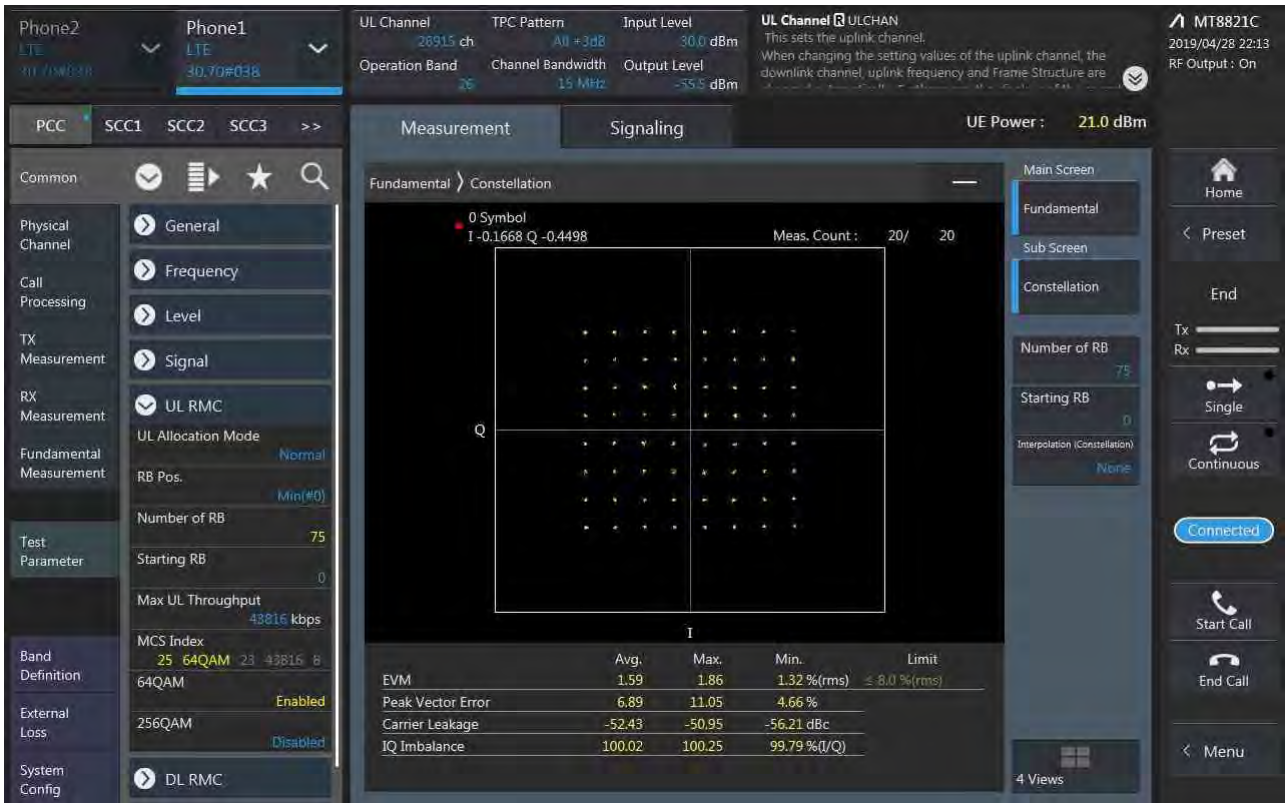 Phone2
LTE
Phone1
LTE
30.70#038
UL Channel
26915 ch
TPC Pattern
All +3dB
Input Level
30.0 dBm
Operation Band
26
Channel Bandwidth
15 MHz
Output Level
-55.5 dBm
UL Channel R ULCHAN
This sets the uplink channel.
When changing the setting values of the uplink channel, the
downlink channel, uplink frequency and Frame Structure are
MT8821C
2019/04/28 22:13
RF Output : On
PCC SCC1 SCC2 SCC3 >>
Measurement
Signaling
UE Power : 21.0 dBm
Common
Physical
Channel
Call
Processing
TX
Measurement
RX
Measurement
Fundamental
Measurement
Test
Parameter
Band
Definition
External
Loss
System
Config
General
Frequency
Level
Signal
UL RMC
UL Allocation Mode
Normal
RB Pos.
Min(#0)
Number of RB
75
Starting RB
0
Max UL Throughput
43816 kbps
MCS Index
25 64QAM 23 43816 8
64QAM
Enabled
256QAM
Disabled
DL RMC
Fundamental 〉 Constellation
0 Symbol
I -0.1668 Q -0.4498
Meas. Count : 20/ 20
Q
I
Avg. Max. Min. Limit
EVM 1.59 1.86 1.32 %(rms) ≤ 8.0 %(rms)
Peak Vector Error 6.89 11.05 4.66 %
Carrier Leakage -52.43 -50.95 -56.21 dBc
IQ Imbalance 100.02 100.25 99.79 %(I/Q)
Main Screen
Fundamental
Sub Screen
Constellation
Number of RB
75
Starting RB
0
Interpolation (Constellation)
None
4 Views
Home
< Preset
End
Tx
Rx
Single
Continuous
Connected
Start Call
End Call
< Menu